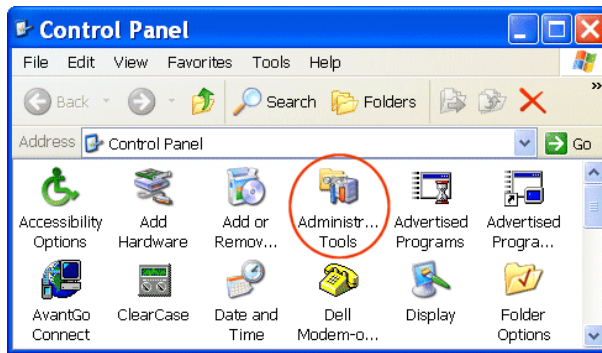 Control Panel
File Edit View Favorites Tools Help
Back Search Folders »
Address Control Panel Go
Accessibility Options
Add Hardware
Add or Remov...
Administr... Tools
Advertised Programs
Advertised Progra...
AvantGo Connect
ClearCase
Date and Time
Dell Modem-o...
Display
Folder Options